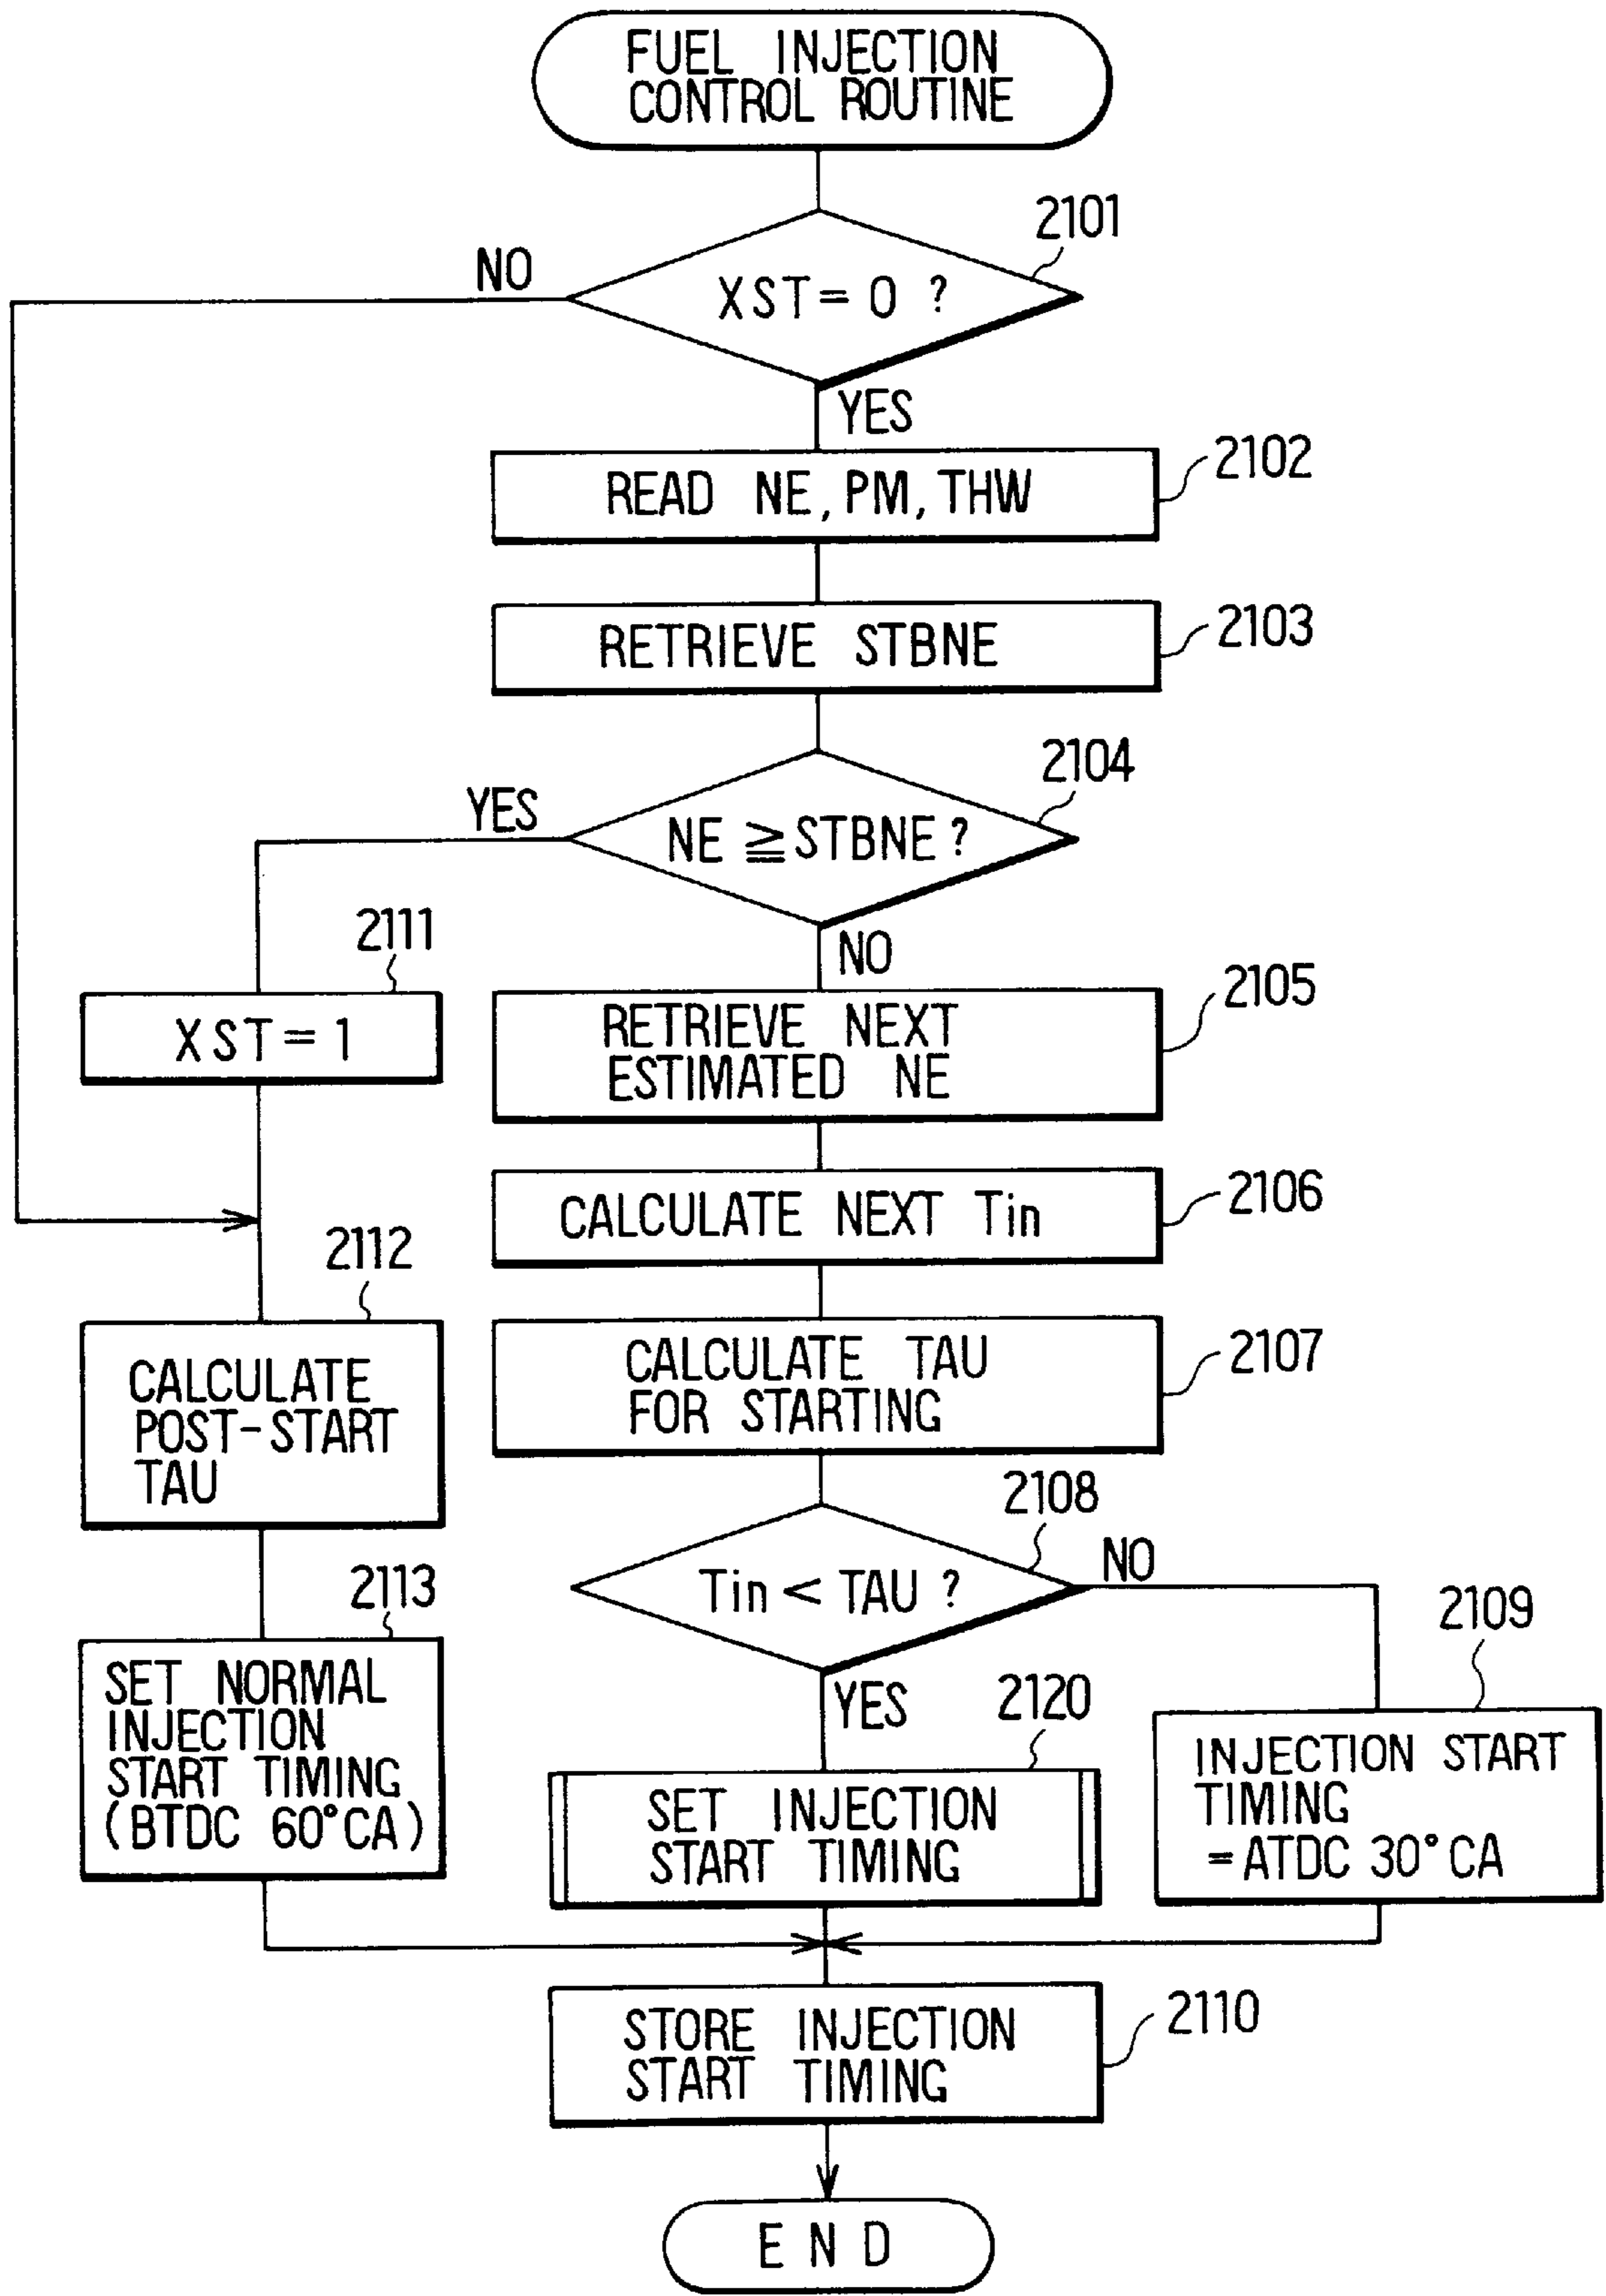 FUEL INJECTION
CONTROL ROUTINE
2101
NO
XST = 0 ?
YES
2102
READ NE, PM, THW
2103
RETRIEVE STBNE
2104
YES
NE ≧ STBNE ?
NO
2111
XST = 1
2105
RETRIEVE NEXT
ESTIMATED NE
2106
CALCULATE NEXT Tin
2112
CALCULATE
POST-START
TAU
2107
CALCULATE TAU
FOR STARTING
2108
Tin < TAU ?
NO
YES
2113
SET NORMAL
INJECTION
START TIMING
(BTDC 60°CA)
2120
SET INJECTION
START TIMING
2109
INJECTION START
TIMING
= ATDC 30°CA
2110
STORE INJECTION
START TIMING
END